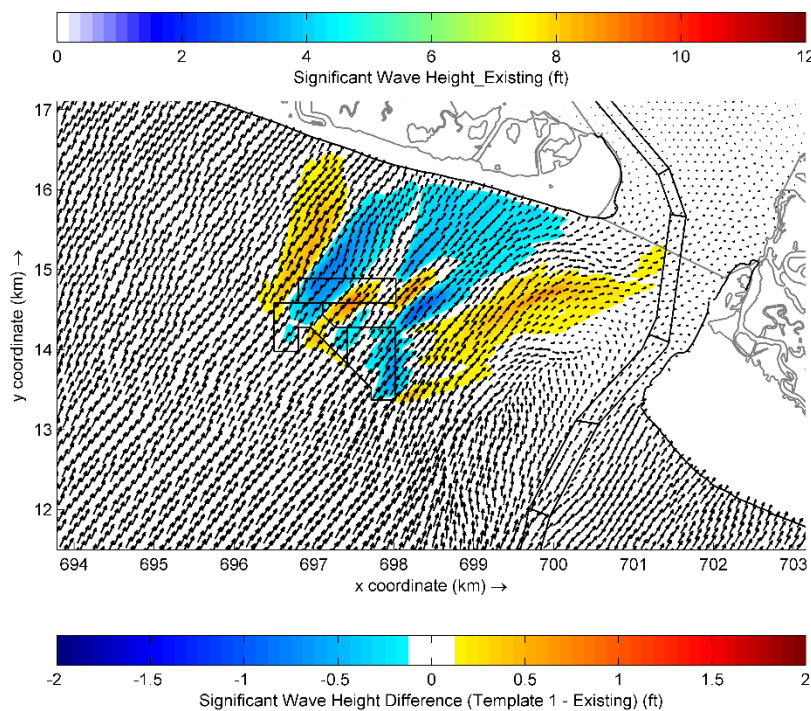 0 2 4 6 8 10 12
Significant Wave Height_Existing (ft)
17
16
15
14
13
12
y coordinate (km) →
694 695 696 697 698 699 700 701 702 703
x coordinate (km) →
-2 -1.5 -1 -0.5 0 0.5 1 1.5 2
Significant Wave Height Difference (Template 1 - Existing) (ft)